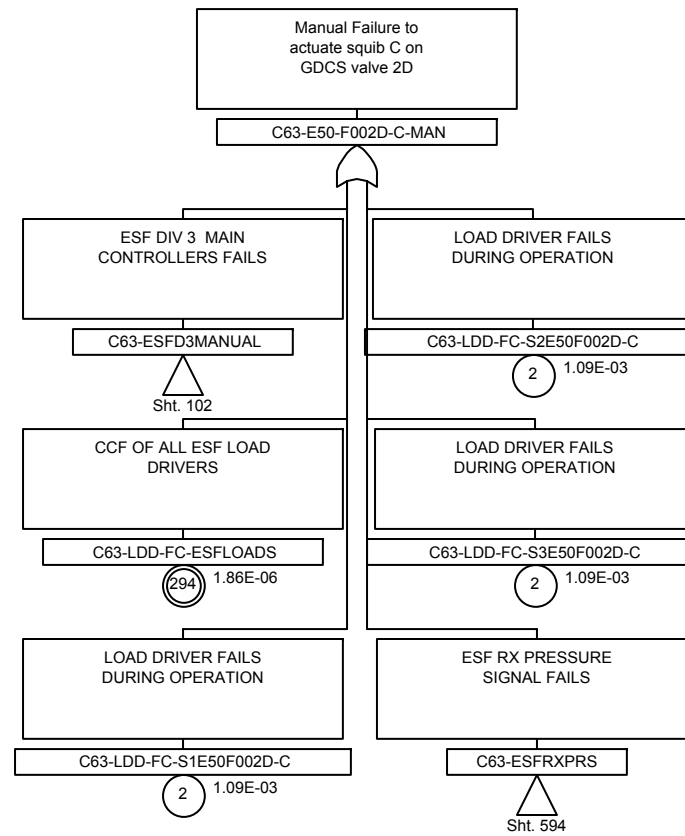 Manual Failure to
actuate squib C on
GDCS valve 2D
C63-E50-F002D-C-MAN
ESF DIV 3 MAIN
CONTROLLERS FAILS
C63-ESFD3MANUAL
Sht. 102
LOAD DRIVER FAILS
DURING OPERATION
C63-LDD-FC-S2E50F002D-C
2
1.09E-03
CCF OF ALL ESF LOAD
DRIVERS
C63-LDD-FC-ESFLOADS
294
1.86E-06
LOAD DRIVER FAILS
DURING OPERATION
C63-LDD-FC-S3E50F002D-C
2
1.09E-03
LOAD DRIVER FAILS
DURING OPERATION
C63-LDD-FC-S1E50F002D-C
2
1.09E-03
ESF RX PRESSURE
SIGNAL FAILS
C63-ESFRXPRS
Sht. 594